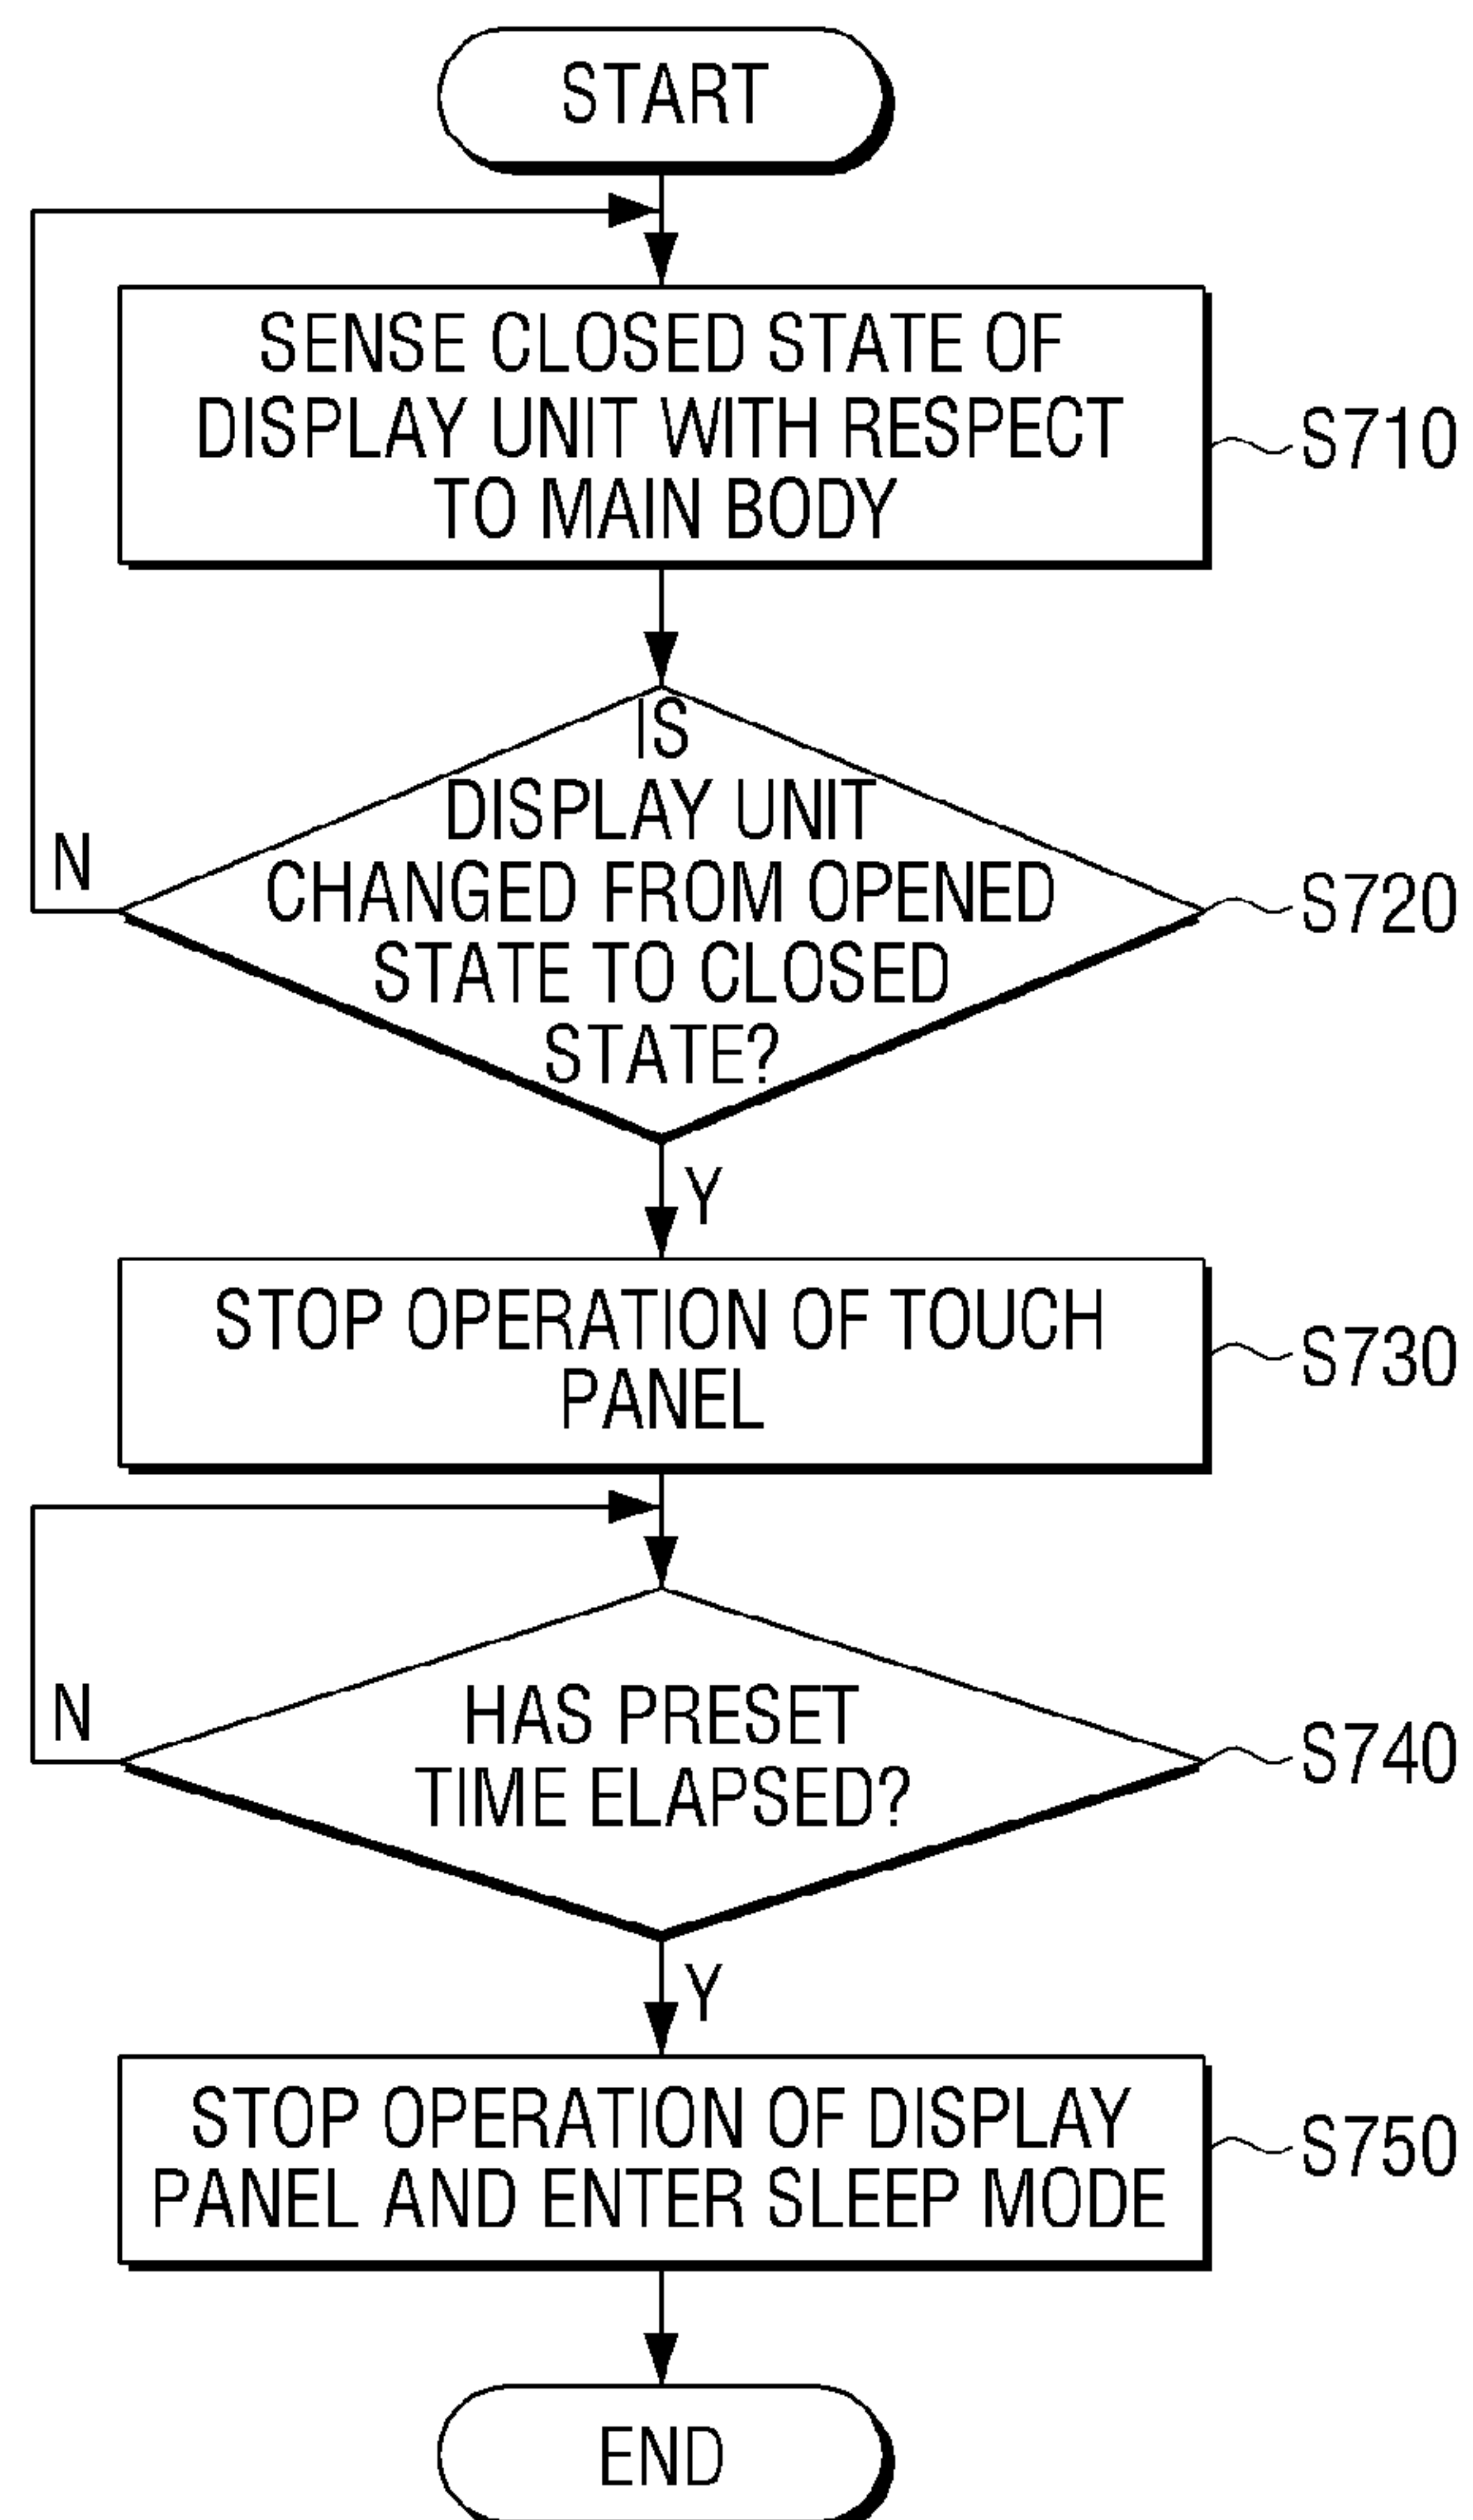 START
SENSE CLOSED STATE OF
DISPLAY UNIT WITH RESPECT
TO MAIN BODY
S710
IS
DISPLAY UNIT
CHANGED FROM OPENED
STATE TO CLOSED
STATE?
N
S720
Y
STOP OPERATION OF TOUCH
PANEL
S730
HAS PRESET
TIME ELAPSED?
N
S740
Y
STOP OPERATION OF DISPLAY
PANEL AND ENTER SLEEP MODE
S750
END